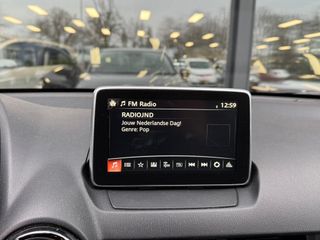 FM Radio 12:59
RADIOJND
Jouw Nederlandse Dag!
Genre: Pop